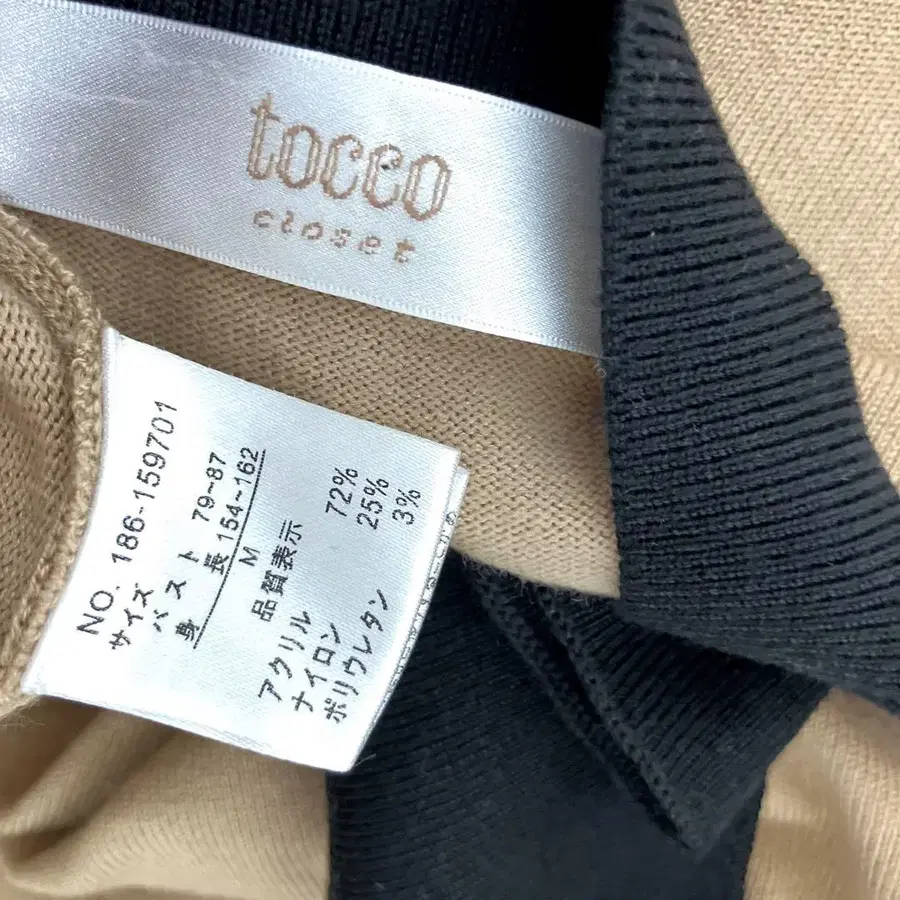 tocco
closet
NO. 186-159701
サイズ
バスト 79~87
身 長 154~162
M
品質表示
アクリル 72%
ナイロン 25%
ポリウレタン 3%